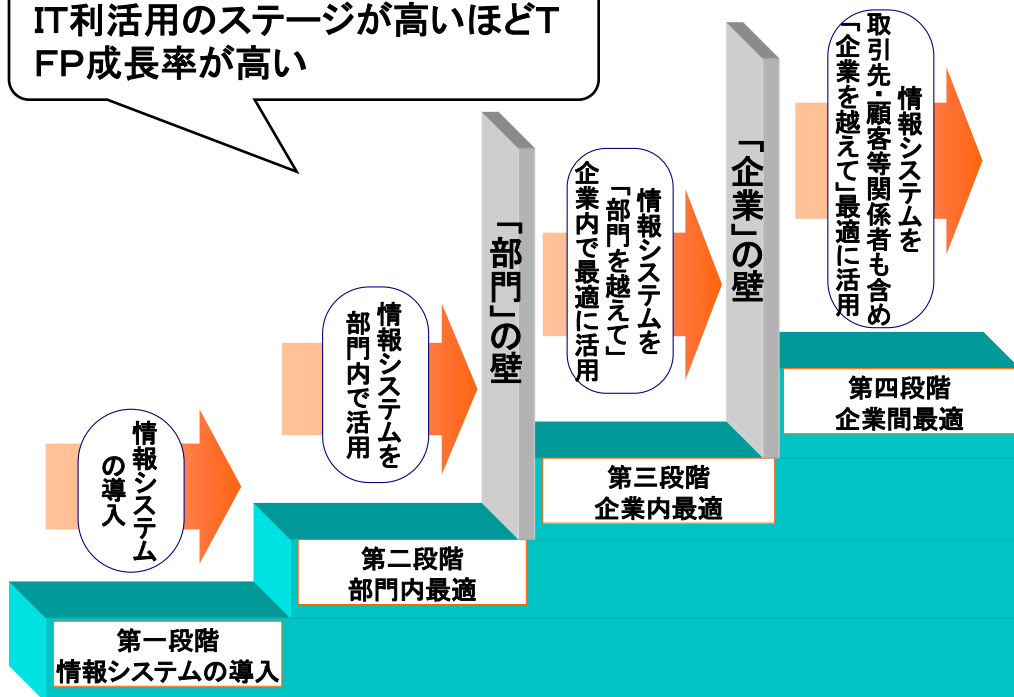 IT利活用のステージが高いほどT
FP成長率が高い
情報システム
の導入
第一段階
情報システムの導入
情報システムを
部門内で活用
第二段階
部門内最適
「部門」の壁
情報システムを
「部門を越えて」
企業内で最適に活用
第三段階
企業内最適
「企業」の壁
情報システムを
取引先・顧客等関係者も含め
「企業を越えて」最適に活用
第四段階
企業間最適